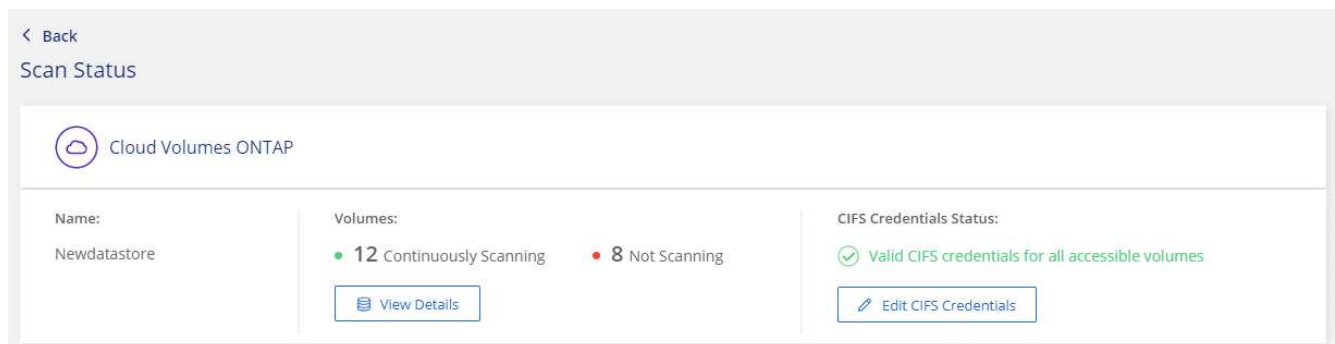 Back
Scan Status
Cloud Volumes ONTAP
Name:
Newdatastore
Volumes:
12 Continuously Scanning
8 Not Scanning
View Details
CIFS Credentials Status:
Valid CIFS credentials for all accessible volumes
Edit CIFS Credentials